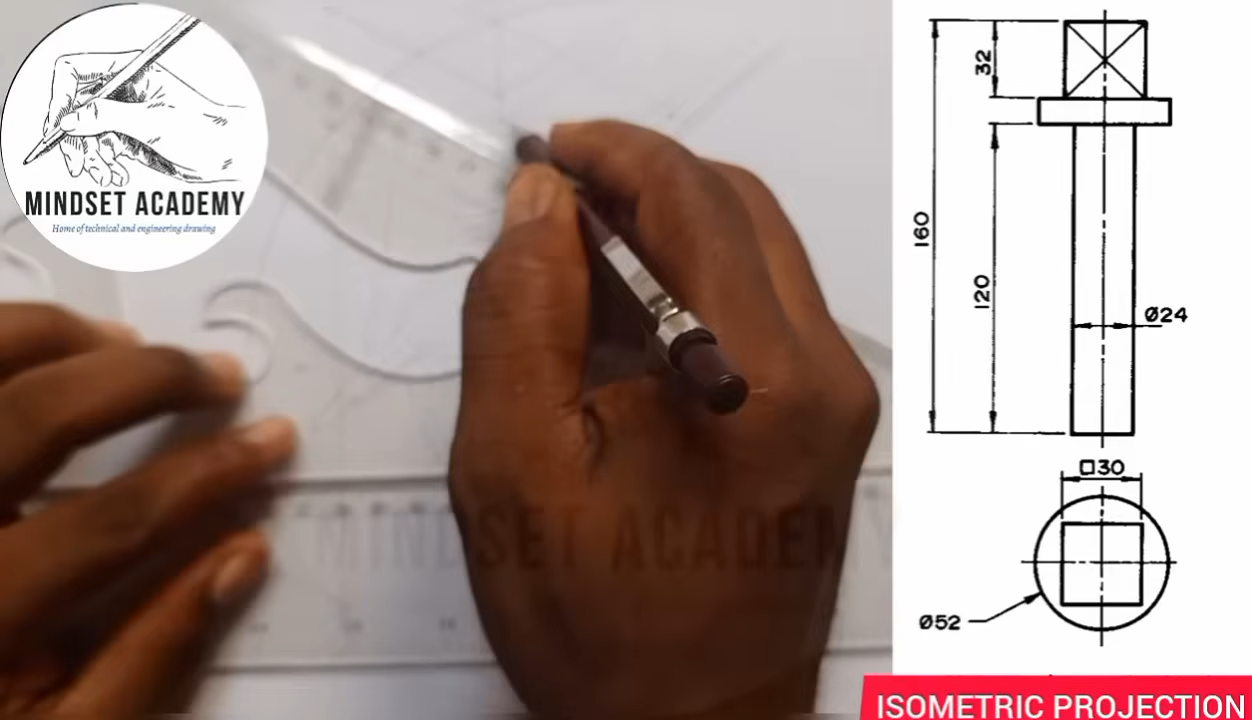 MINDSET ACADEMY
Home of technical and engineering drawing
MINDSET ACADEMY
32
160
120
Ø24
□30
Ø52
ISOMETRIC PROJECTION